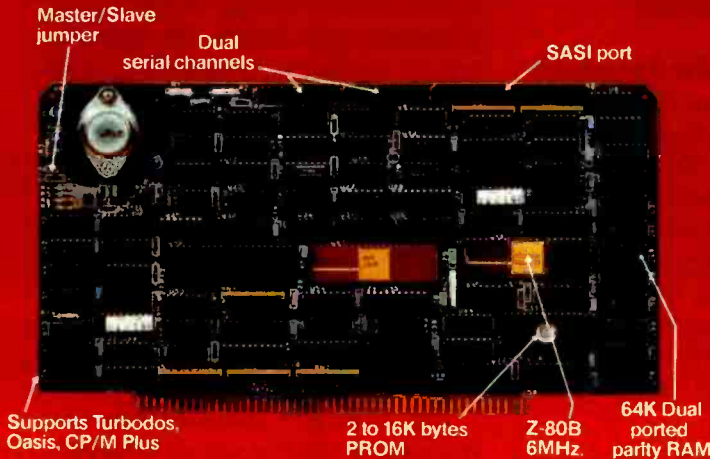 Master/Slave
jumper
Dual
serial channels
SASI port
Supports Turbodos,
Oasis, CP/M Plus
2 to 16K bytes
PROM
Z-80B
6MHz.
64K Dual
ported
parity RAM